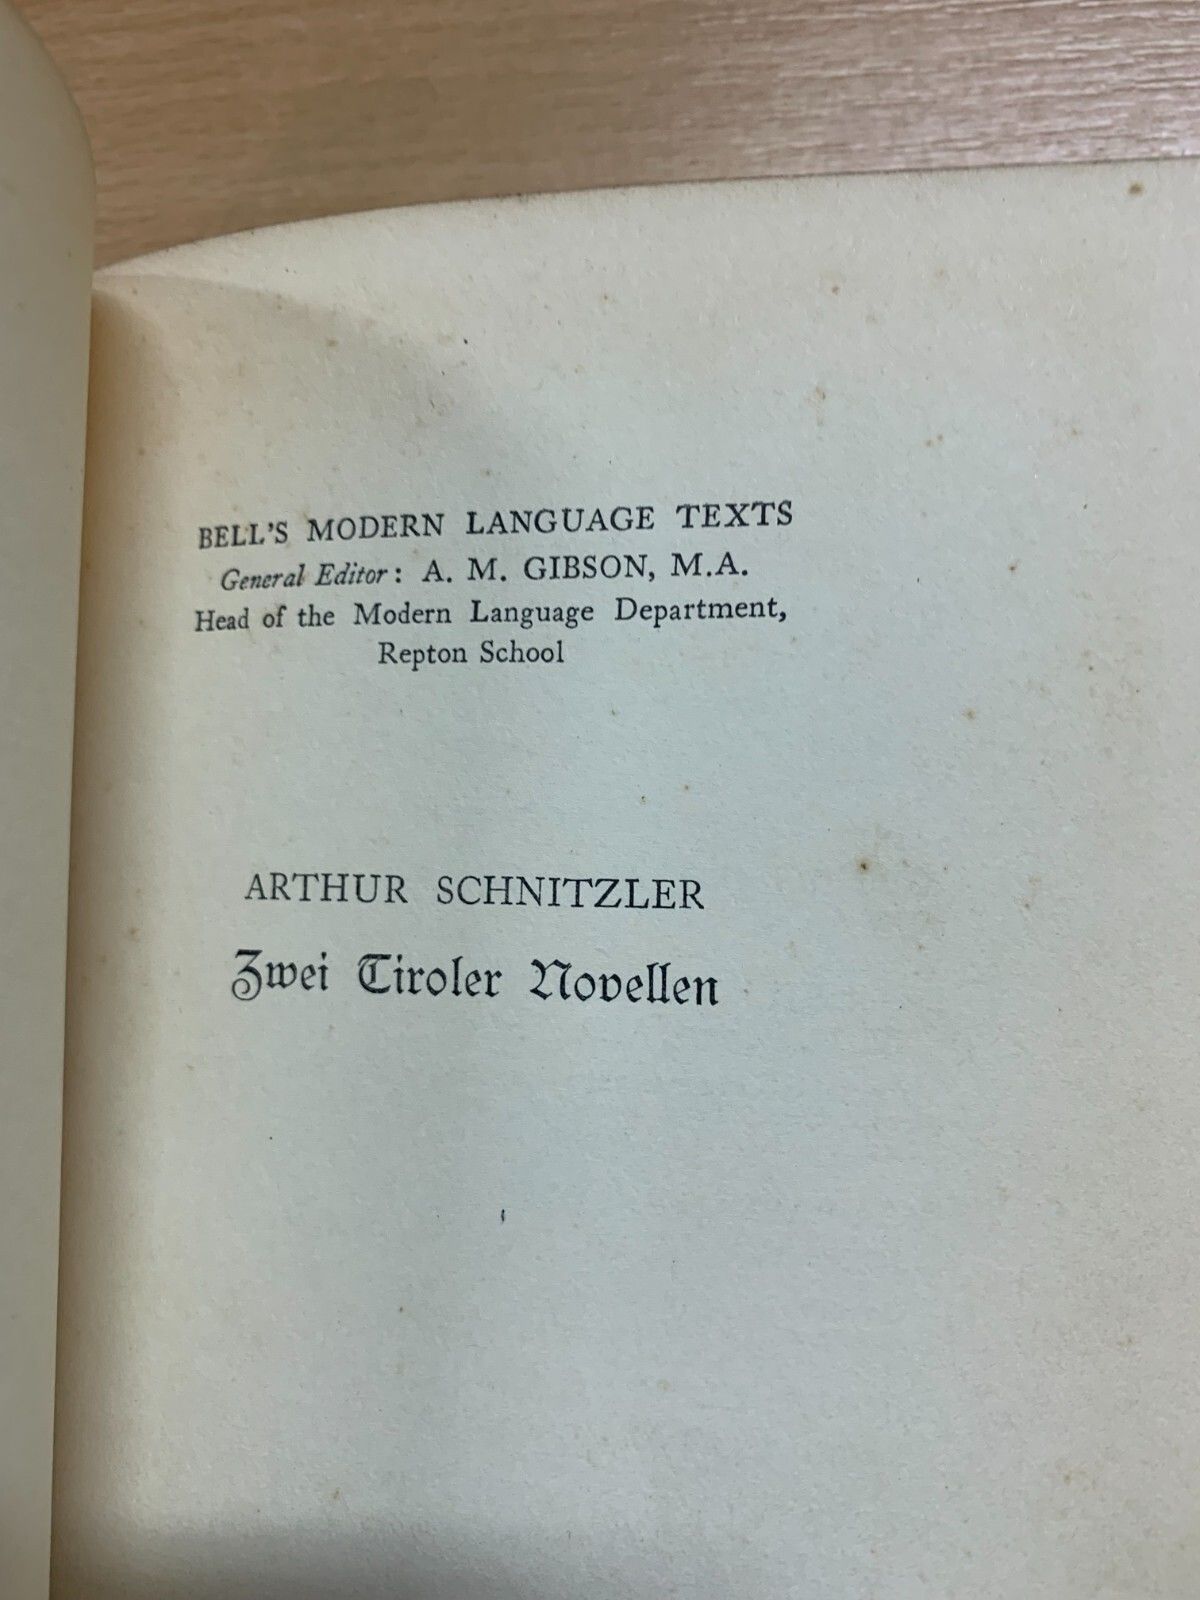 BELL'S MODERN LANGUAGE TEXTS
General Editor: A. M. GIBSON, M.A.
Head of the Modern Language Department,
Repton School
ARTHUR SCHNITZLER
Zwei Tiroler Novellen